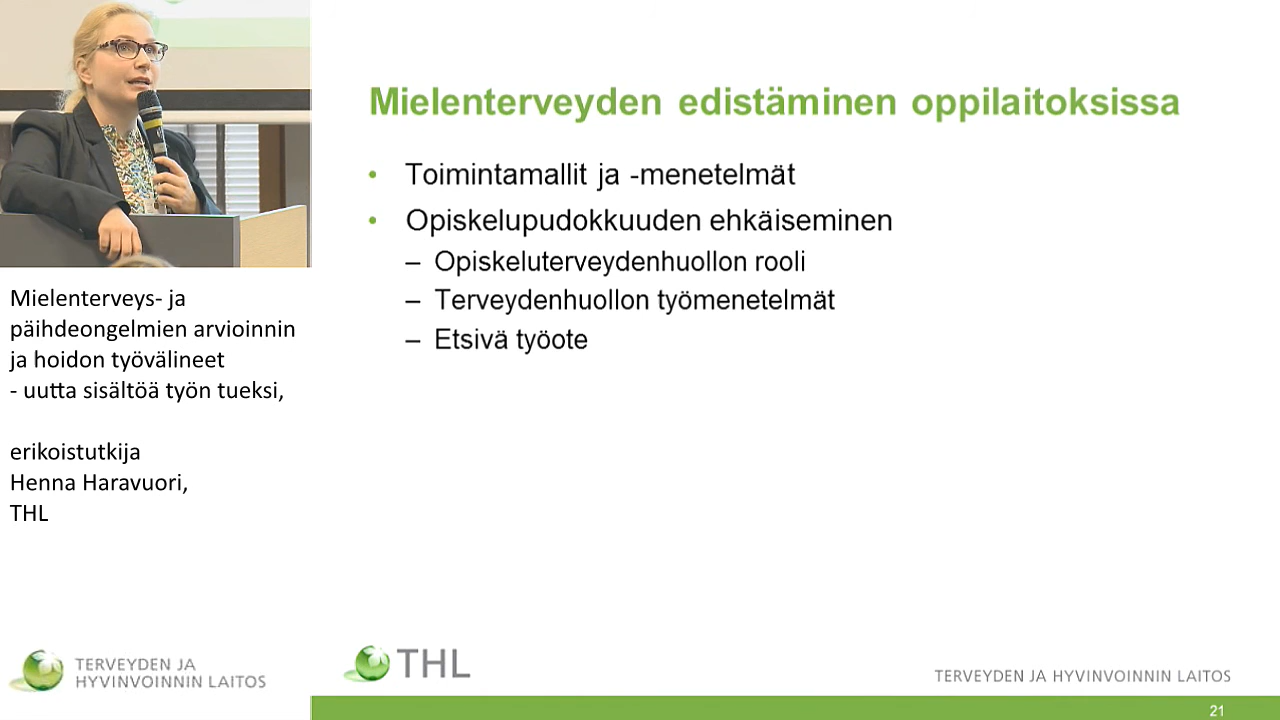 Mielenterveys- ja
päihdeongelmien arvioinnin
ja hoidon työvälineet
- uutta sisältöä työn tueksi,
erikoistutkija
Henna Haravuori,
THL
TERVEYDEN JA
HYVINVOINNIN LAITOS
Mielenterveyden edistäminen oppilaitoksissa
• Toimintamallit ja -menetelmät
• Opiskelupudokkuuden ehkäiseminen
– Opiskeluterveydenhuollon rooli
– Terveydenhuollon työmenetelmät
– Etsivä työote
THL
TERVEYDEN JA HYVINVOINNIN LAITOS
21